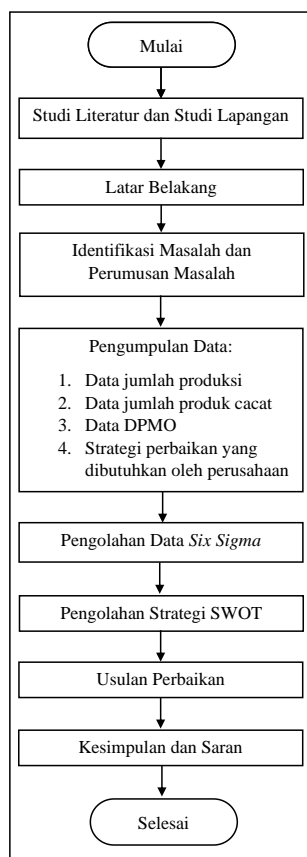 Mulai
Studi Literatur dan Studi Lapangan
Latar Belakang
Identifikasi Masalah dan
Perumusan Masalah
Pengumpulan Data:
1. Data jumlah produksi
2. Data jumlah produk cacat
3. Data DPMO
4. Strategi perbaikan yang
dibutuhkan oleh perusahaan
Pengolahan Data Six Sigma
Pengolahan Strategi SWOT
Usulan Perbaikan
Kesimpulan dan Saran
Selesai